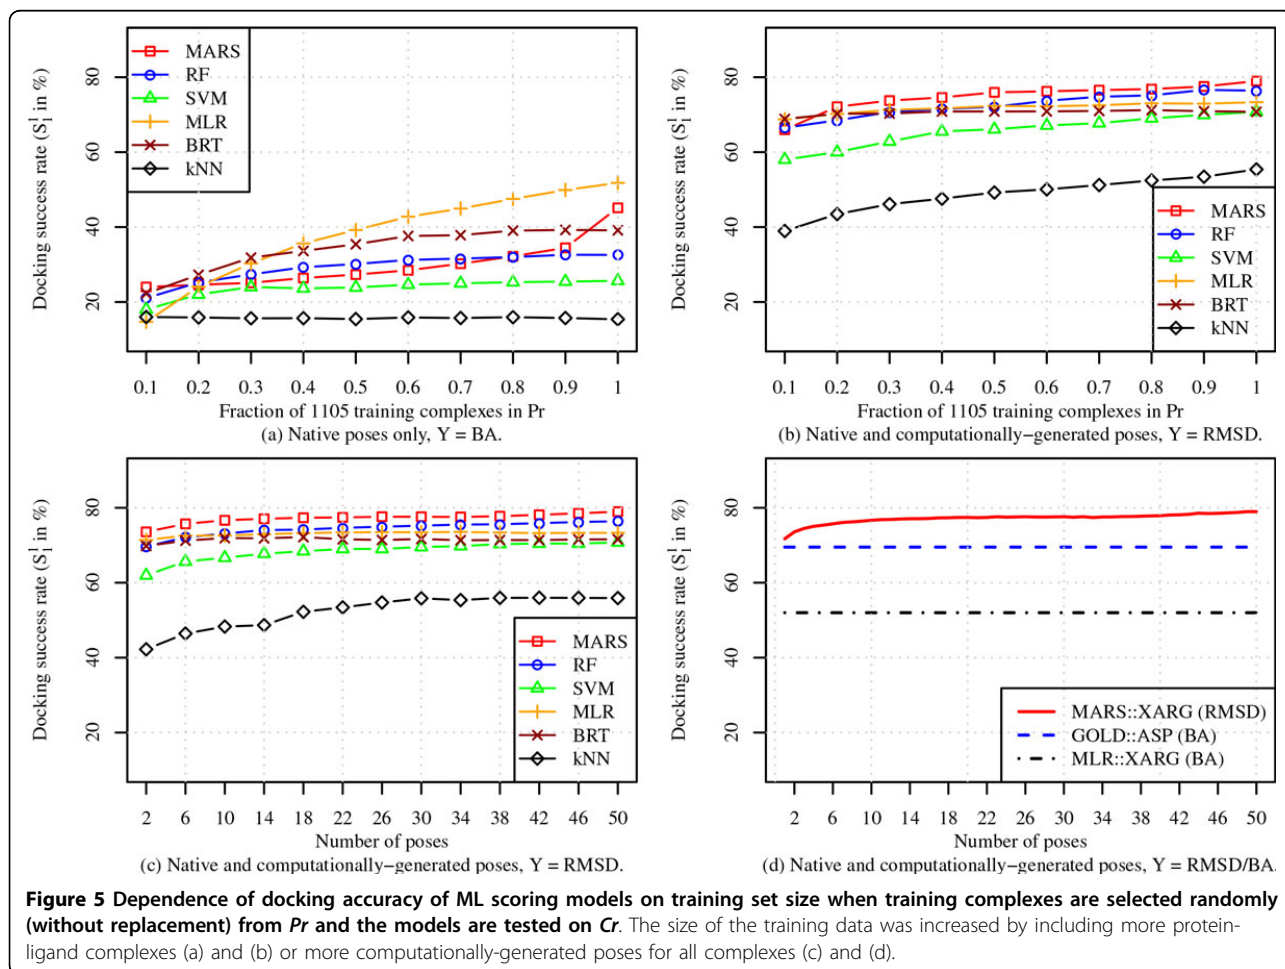 Docking success rate (S₁¹ in %)
80
60
40
20
MARS
RF
SVM
MLR
BRT
kNN
0.1 0.2 0.3 0.4 0.5 0.6 0.7 0.8 0.9 1
Fraction of 1105 training complexes in Pr
(a) Native poses only, Y = BA.
Docking success rate (S₁¹ in %)
80
60
40
20
MARS
RF
SVM
MLR
BRT
kNN
0.1 0.2 0.3 0.4 0.5 0.6 0.7 0.8 0.9 1
Fraction of 1105 training complexes in Pr
(b) Native and computationally−generated poses, Y = RMSD.
Docking success rate (S₁¹ in %)
80
60
40
20
MARS
RF
SVM
MLR
BRT
kNN
2 6 10 14 18 22 26 30 34 38 42 46 50
Number of poses
(c) Native and computationally−generated poses, Y = RMSD.
Docking success rate (S₁¹ in %)
80
60
40
20
MARS::XARG (RMSD)
GOLD::ASP (BA)
MLR::XARG (BA)
2 6 10 14 18 22 26 30 34 38 42 46 50
Number of poses
(d) Native and computationally−generated poses, Y = RMSD/BA.
Figure 5 Dependence of docking accuracy of ML scoring models on training set size when training complexes are selected randomly
(without replacement) from Pr and the models are tested on Cr. The size of the training data was increased by including more protein-
ligand complexes (a) and (b) or more computationally-generated poses for all complexes (c) and (d).